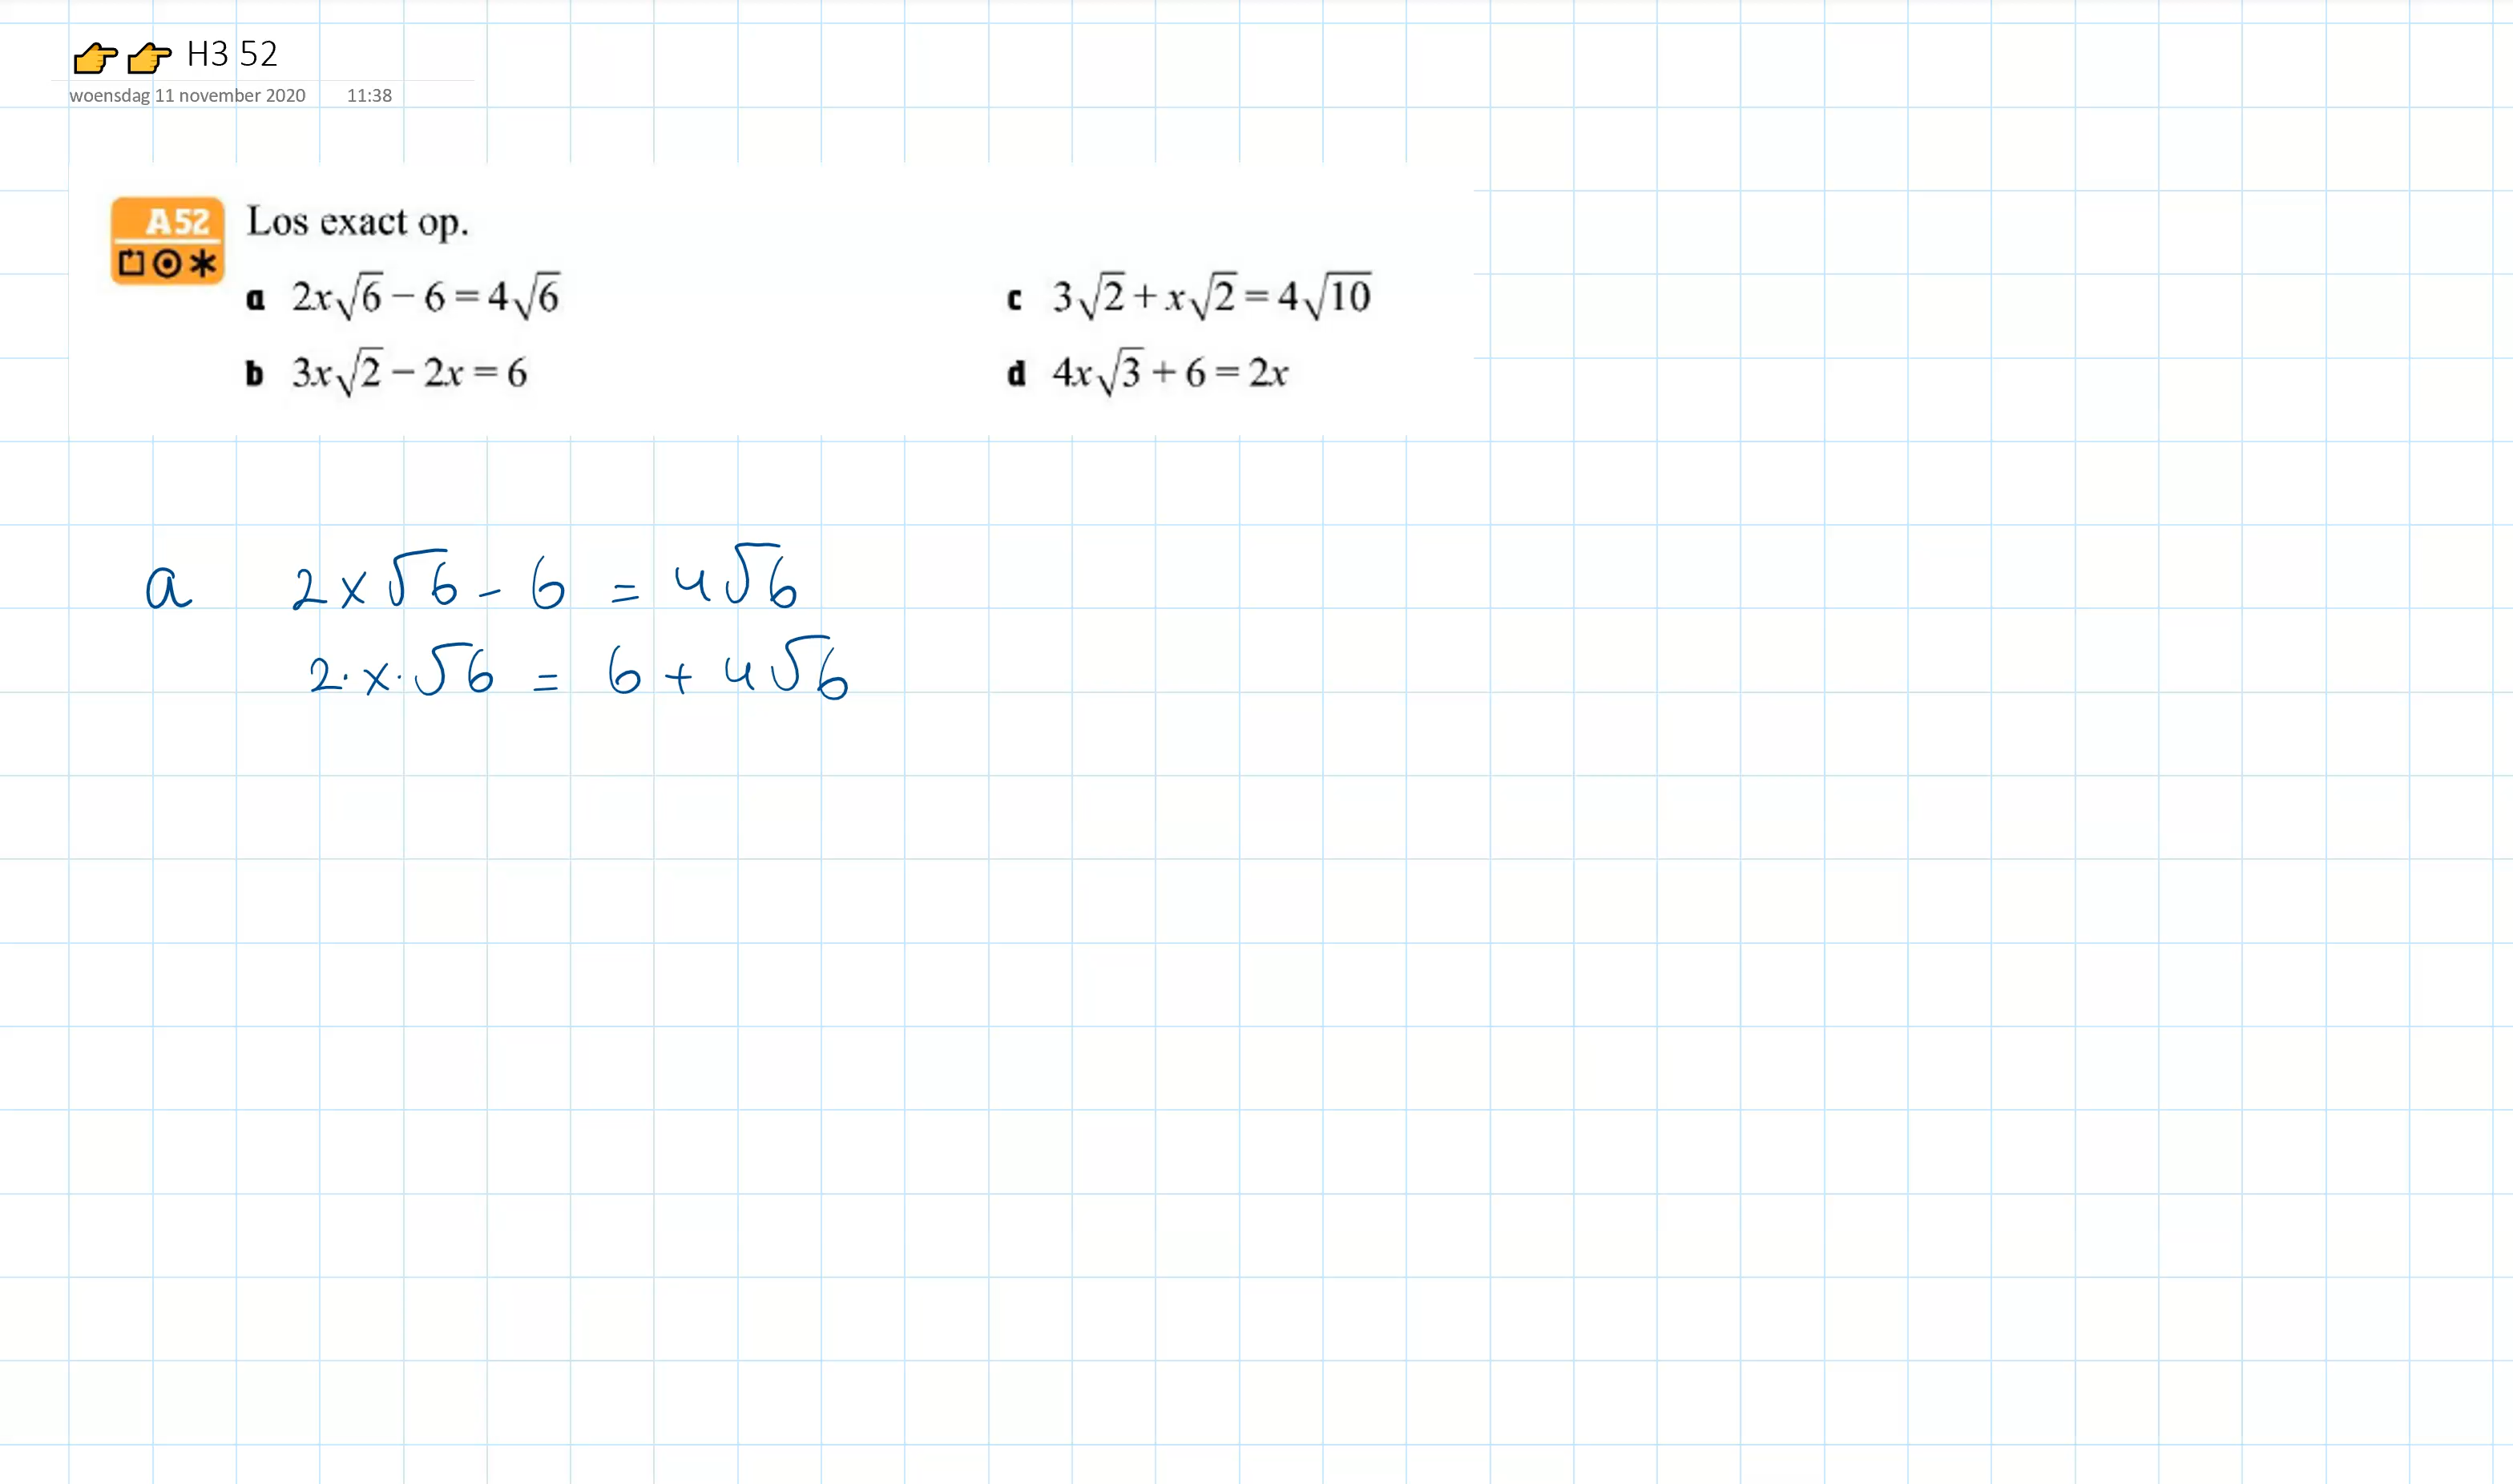 👉👉 H3 52
woensdag 11 november 2020 11:38
A52 Los exact op.
a 2x√6 − 6 = 4√6
b 3x√2 − 2x = 6
c 3√2 + x√2 = 4√10
d 4x√3 + 6 = 2x
a 2x√6 - 6 = 4√6
2·x·√6 = 6 + 4√6